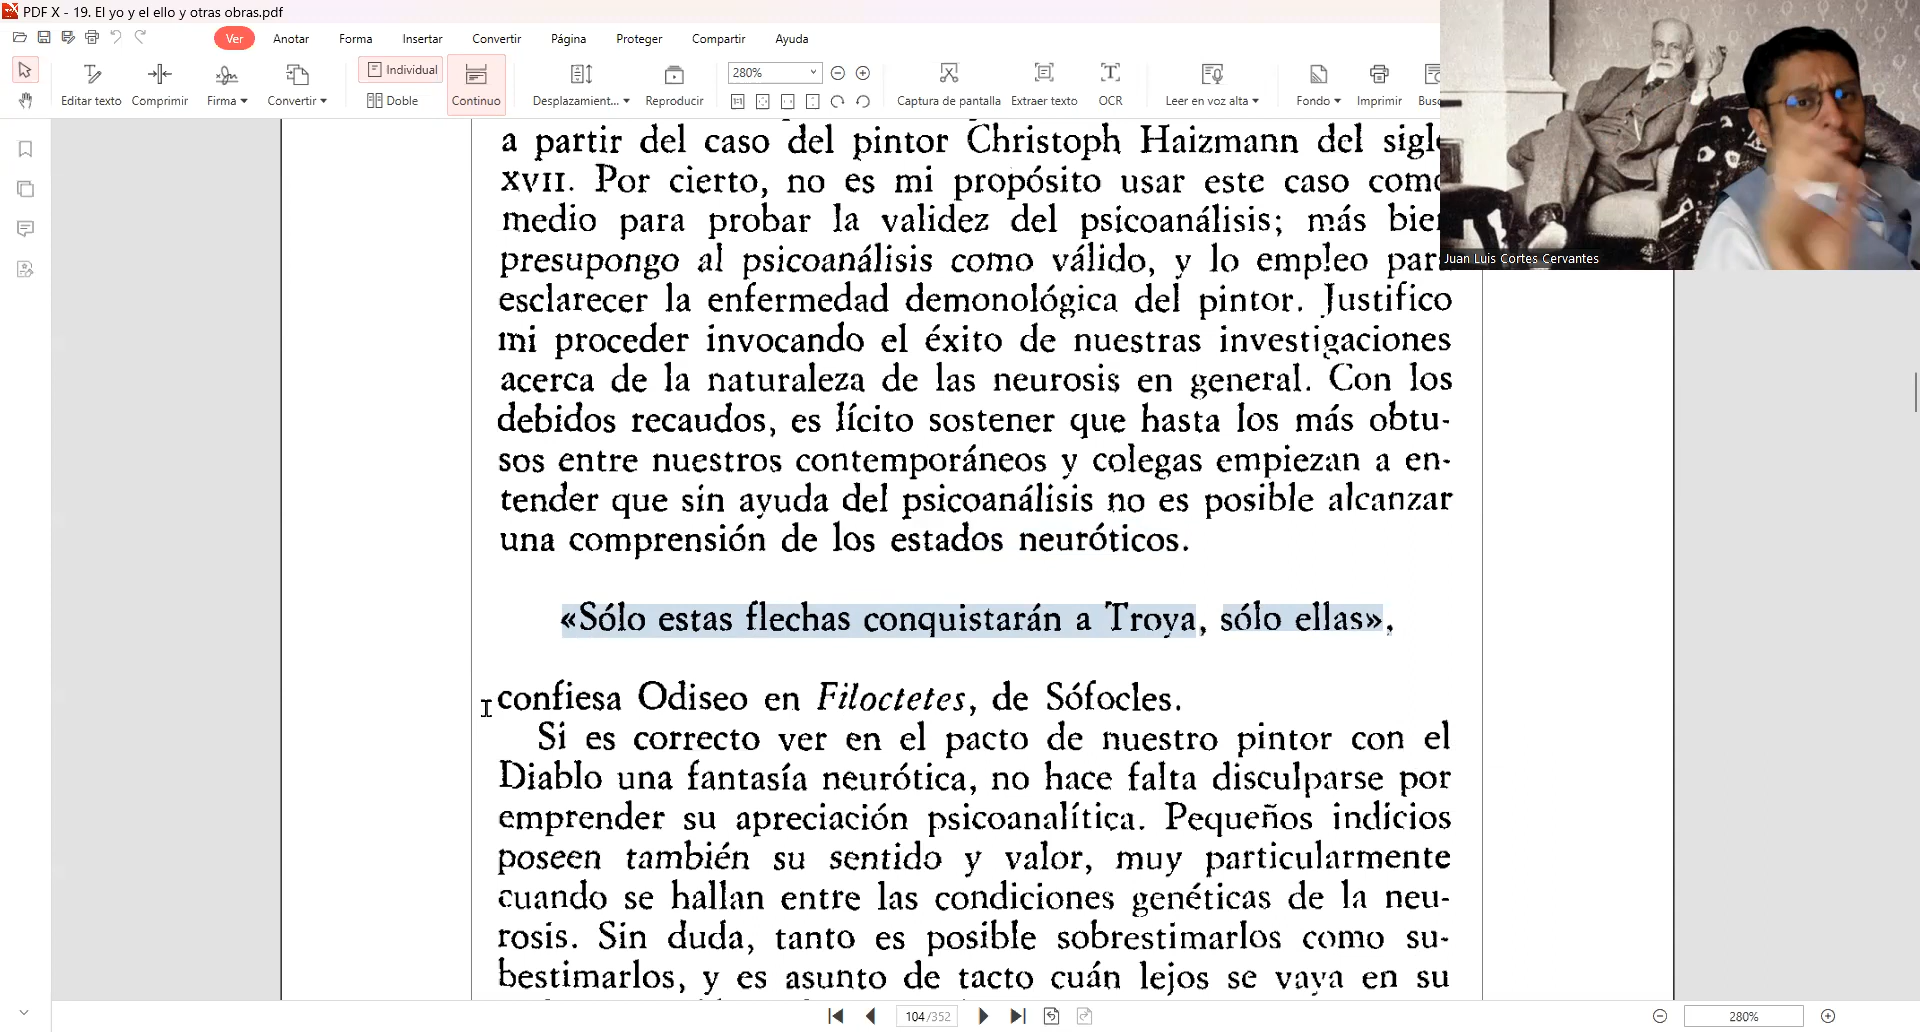 PDF X - 19. El yo y el ello y otras obras.pdf
Ver Anotar Forma Insertar Convertir Página Proteger Compartir Ayuda
Individual 280%
Editar texto Comprimir Firma Convertir Doble Continuo Desplazamient... Reproducir Captura de pantalla Extraer texto OCR Leer en voz alta Fondo Imprimir
a partir del caso del pintor Christoph Haizmann del
XVII. Por cierto, no es mi propósito usar este caso
medio para probar la validez del psicoanálisis; más
presupongo al psicoanálisis como válido, y lo empleo
Juan Luis Cortes Cervantes
esclarecer la enfermedad demonológica del pintor. Justifico
mi proceder invocando el éxito de nuestras investigaciones
acerca de la naturaleza de las neurosis en general. Con los
debidos recaudos, es lícito sostener que hasta los más obtu-
sos entre nuestros contemporáneos y colegas empiezan a en-
tender que sin ayuda del psicoanálisis no es posible alcanzar
una comprensión de los estados neuróticos.
«Sólo estas flechas conquistarán a Troya, sólo ellas»,
confiesa Odiseo en Filoctetes, de Sófocles.
Si es correcto ver en el pacto de nuestro pintor con el
Diablo una fantasía neurótica, no hace falta disculparse por
emprender su apreciación psicoanalítica. Pequeños indicios
poseen también su sentido y valor, muy particularmente
cuando se hallan entre las condiciones genéticas de la neu-
rosis. Sin duda, tanto es posible sobrestimarlos como su-
bestimarlos, y es asunto de tacto cuán lejos se vaya en su
104/352 280%